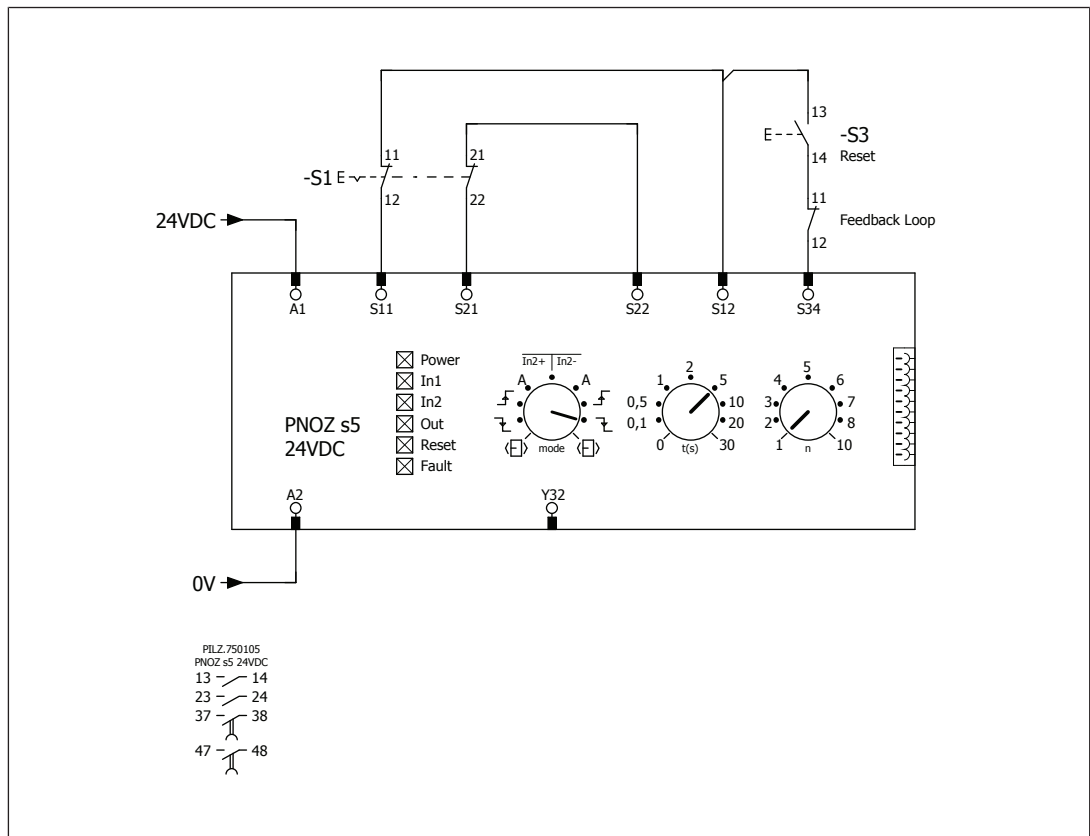 13
-S3
14 Reset
11
21
-S1
12
22
11
Feedback Loop
12
24VDC
A1 S11 S21 S22 S12 S34
Power
In1
In2
Out
Reset
Fault
PNOZ s5
24VDC
In2+ In2-
A A
mode
2
1 5
0,5 10
0,1 20
0 30
t(s)
5
4 6
3 7
2 8
1 10
n
A2
Y32
0V
PILZ.750105
PNOZ s5 24VDC
13 14
23 24
37 38
47 48